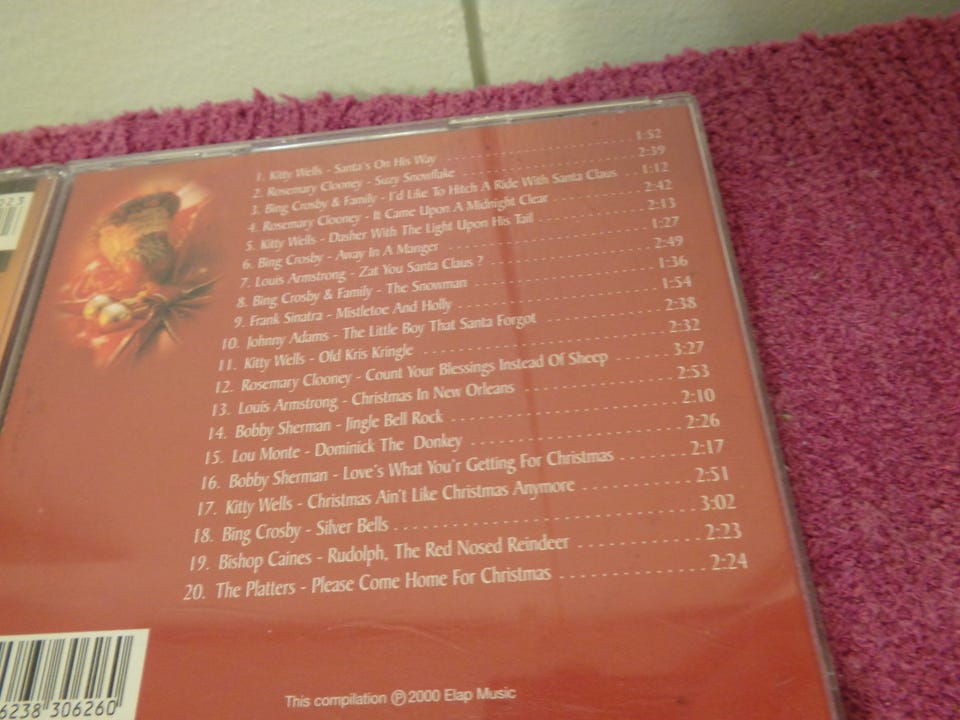 1. Kitty Wells - Santa's On His Way 1:52
2. Rosemary Clooney - Suzy Snowflake 2:39
3. Bing Crosby & Family - I'd Like To Hitch A Ride With Santa Claus 1:12
4. Rosemary Clooney - It Came Upon A Midnight Clear 2:42
5. Kitty Wells - Dasher With The Light Upon His Tail 2:13
6. Bing Crosby - Away In A Manger 1:27
7. Louis Armstrong - Zat You Santa Claus ? 2:49
8. Bing Crosby & Family - The Snowman 1:36
9. Frank Sinatra - Mistletoe And Holly 1:54
10. Johnny Adams - The Little Boy That Santa Forgot 2:38
11. Kitty Wells - Old Kris Kringle 2:32
12. Rosemary Clooney - Count Your Blessings Instead Of Sheep 3:27
13. Louis Armstrong - Christmas In New Orleans 2:53
14. Bobby Sherman - Jingle Bell Rock 2:10
15. Lou Monte - Dominick The Donkey 2:26
16. Bobby Sherman - Love's What You'r Getting For Christmas 2:17
17. Kitty Wells - Christmas Ain't Like Christmas Anymore 2:51
18. Bing Crosby - Silver Bells 3:02
19. Bishop Caines - Rudolph, The Red Nosed Reindeer 2:23
20. The Platters - Please Come Home For Christmas 2:24
6238 306260
This compilation ℗ 2000 Elap Music